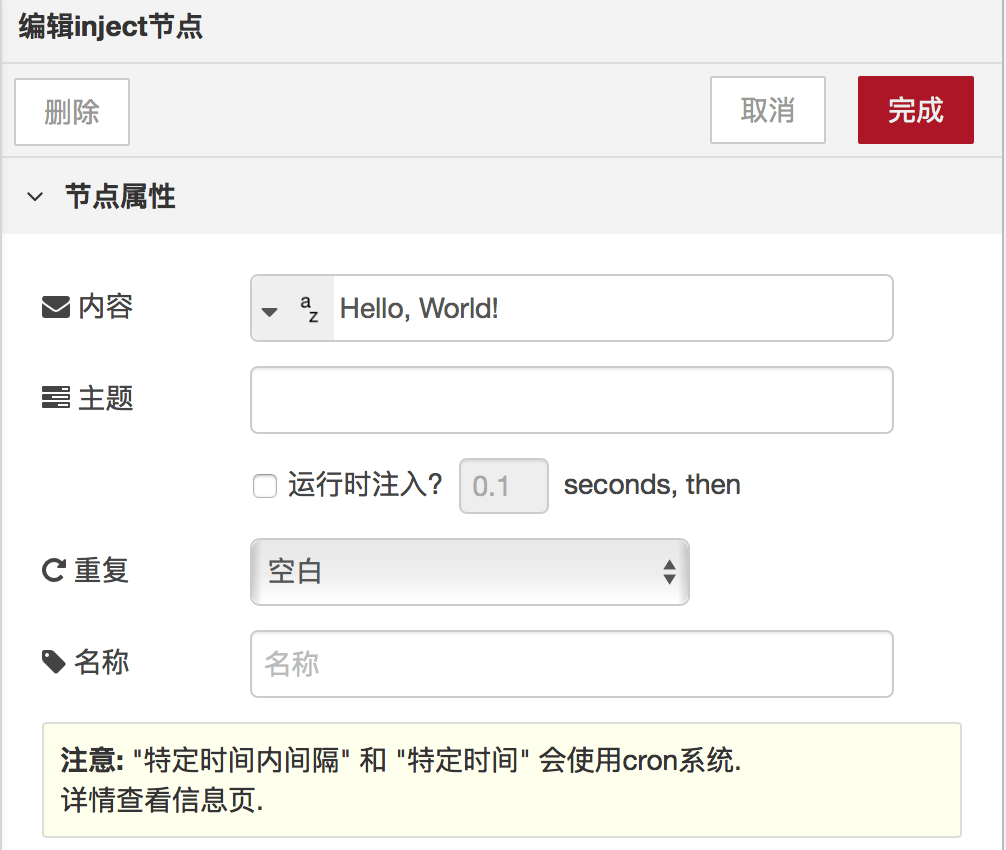 编辑inject节点
删除 取消 完成
节点属性
内容 az Hello, World!
主题
运行时注入? 0.1 seconds, then
重复 空白
名称 名称
注意: "特定时间内间隔" 和 "特定时间" 会使用cron系统.
详情查看信息页.